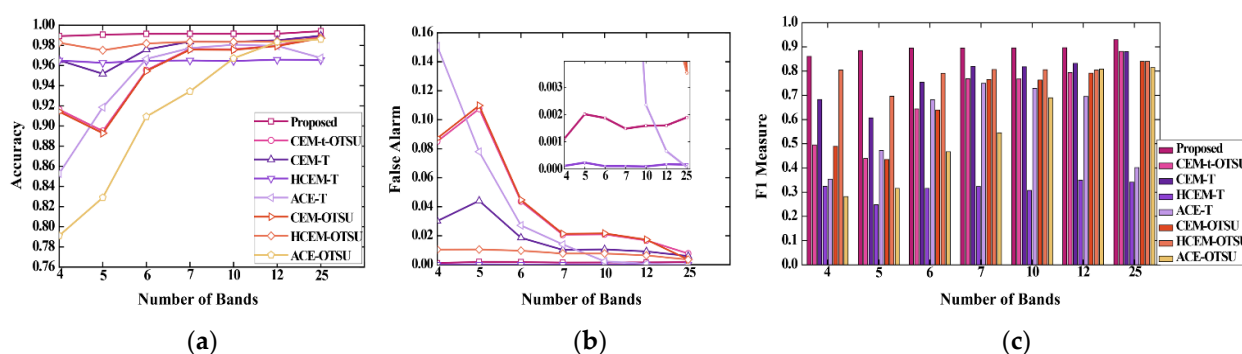 1.00
0.98
0.96
0.94
0.92
0.90
0.88
0.86
0.84
0.82
0.80
0.78
0.76
Accuracy
4 5 6 7 10 12 25
Number of Bands
Proposed
CEM-t-OTSU
CEM-T
HCEM-T
ACE-T
CEM-OTSU
HCEM-OTSU
ACE-OTSU
(a)
0.16
0.14
0.12
0.10
0.08
0.06
0.04
0.02
0.00
False Alarm
0.003
0.002
0.001
0.000
4 5 6 7 10 12 25
4 5 6 7 10 12 25
Number of Bands
(b)
1.0
0.9
0.8
0.7
0.6
0.5
0.4
0.3
0.2
0.1
0.0
F1 Measure
4 5 6 7 10 12 25
Number of Bands
Proposed
CEM-t-OTSU
CEM-T
HCEM-T
ACE-T
CEM-OTSU
HCEM-OTSU
ACE-OTSU
(c)